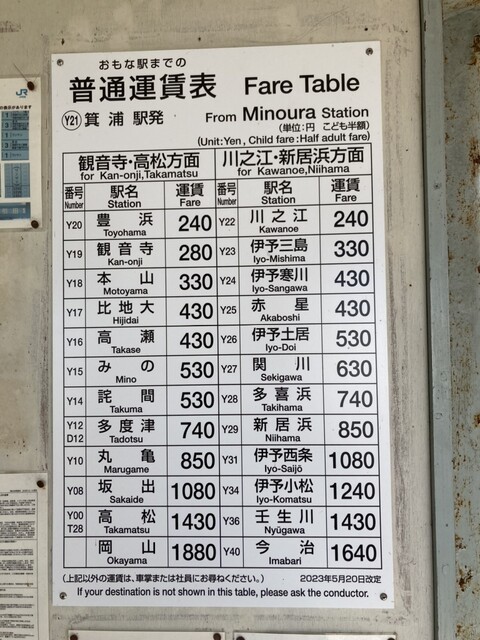 JR
おもな駅までの
普通運賃表 Fare Table
Y21 箕浦 駅発 From Minoura Station
(単位:円 こども半額)
(Unit:Yen, Child fare:Half adult fare)
観音寺・高松方面 川之江・新居浜方面
for Kan-onji,Takamatsu for Kawanoe,Niihama
番号 駅名 運賃 番号 駅名 運賃
Number Station Fare Number Station Fare
Y20 豊浜 240 Y22 川之江 240
Toyohama Kawanoe
Y19 観音寺 280 Y23 伊予三島 330
Kan-onji Iyo-Mishima
Y18 本山 330 Y24 伊予寒川 430
Motoyama Iyo-Sangawa
Y17 比地大 430 Y25 赤星 430
Hijidai Akaboshi
Y16 高瀬 430 Y26 伊予土居 530
Takase Iyo-Doi
Y15 みの 530 Y27 関川 630
Mino Sekigawa
Y14 詫間 530 Y28 多喜浜 740
Takuma Takihama
Y12 D12 多度津 740 Y29 新居浜 850
Tadotsu Niihama
Y10 丸亀 850 Y31 伊予西条 1080
Marugame Iyo-Saijō
Y08 坂出 1080 Y34 伊予小松 1240
Sakaide Iyo-Komatsu
Y00 T28 高松 1430 Y36 壬生川 1430
Takamatsu Nyūgawa
岡山 1880 Y40 今治 1640
Okayama Imabari
(上記以外の運賃は、車掌または社員にお尋ねください。) 2023年5月20日改定
If your destination is not shown in this table, please ask the conductor.